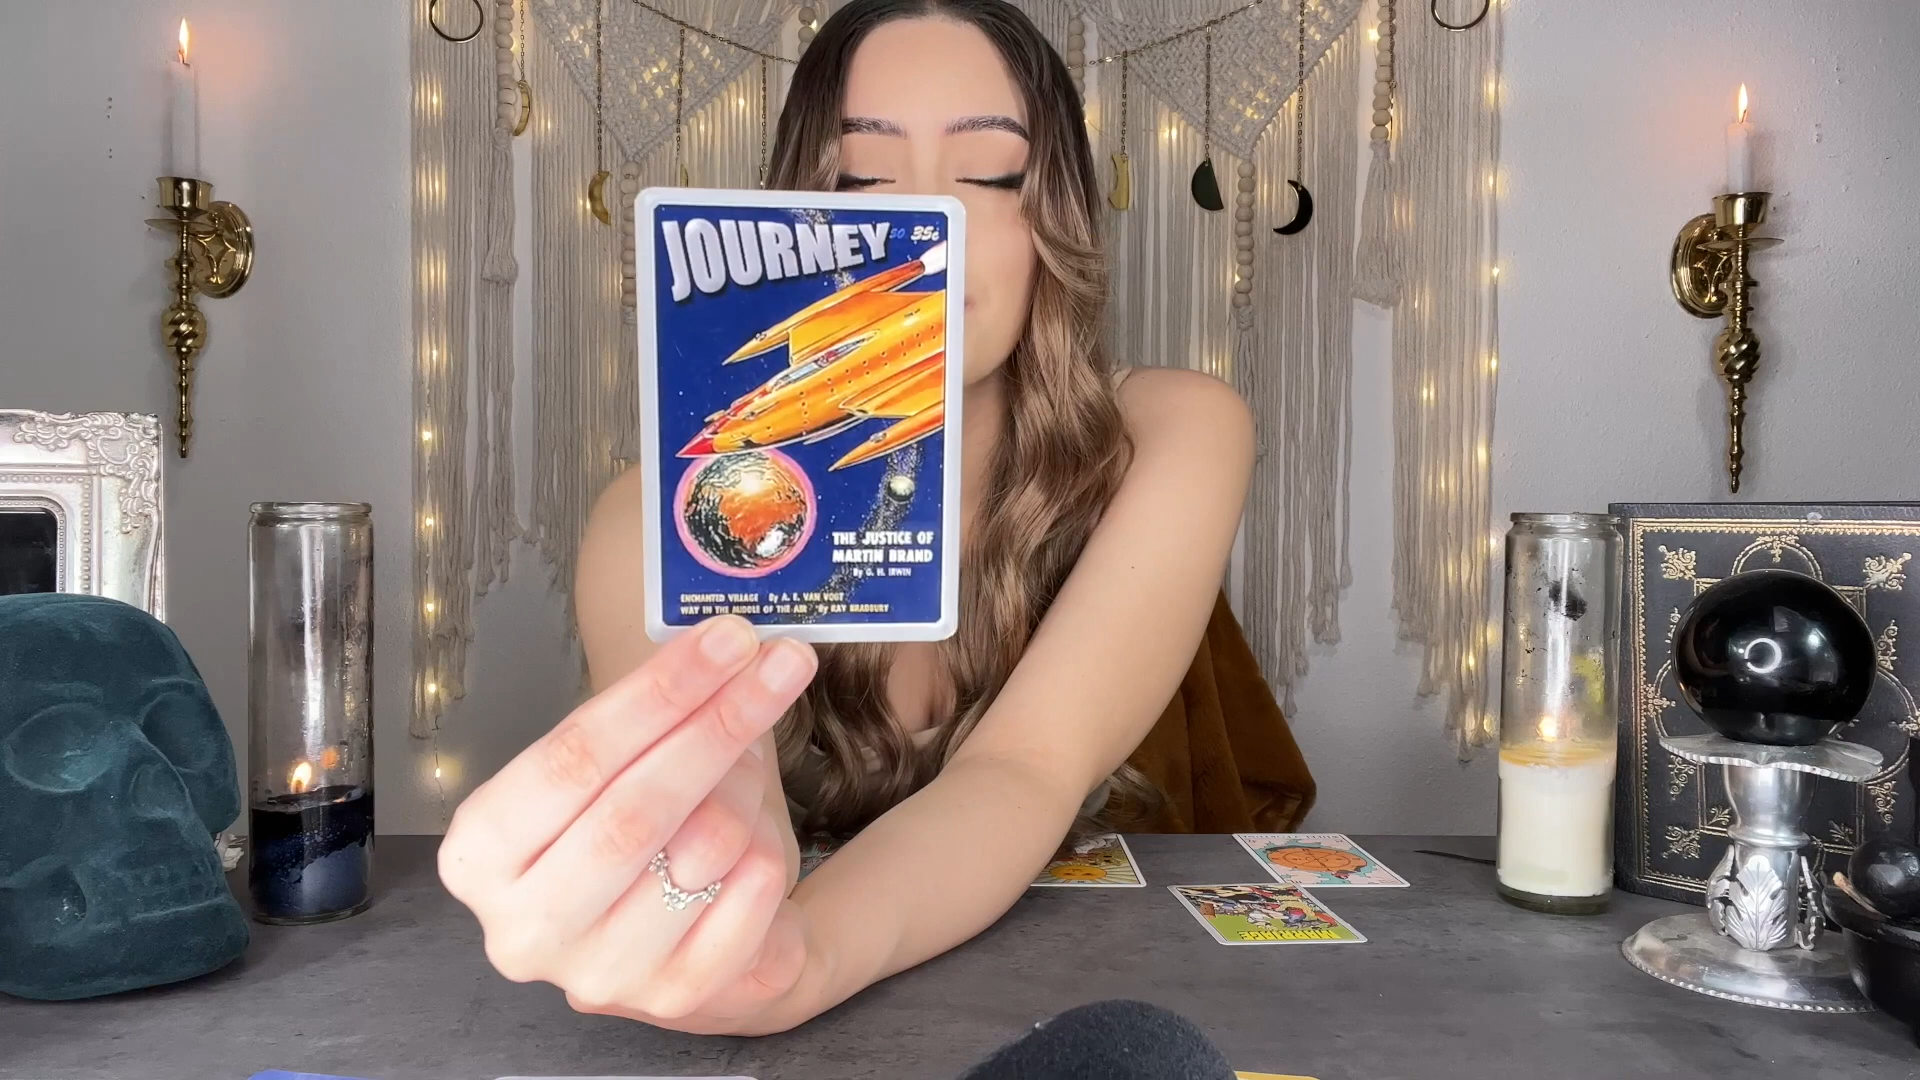 JOURNEY 35¢
THE JUSTICE OF
MARTIN BRAND
By G. H. IRWIN
ENCHANTED VILLAGE By A. E. VAN VOGT
WAY IN THE MIDDLE OF THE AIR By RAY BRADBURY
MARRIAGE